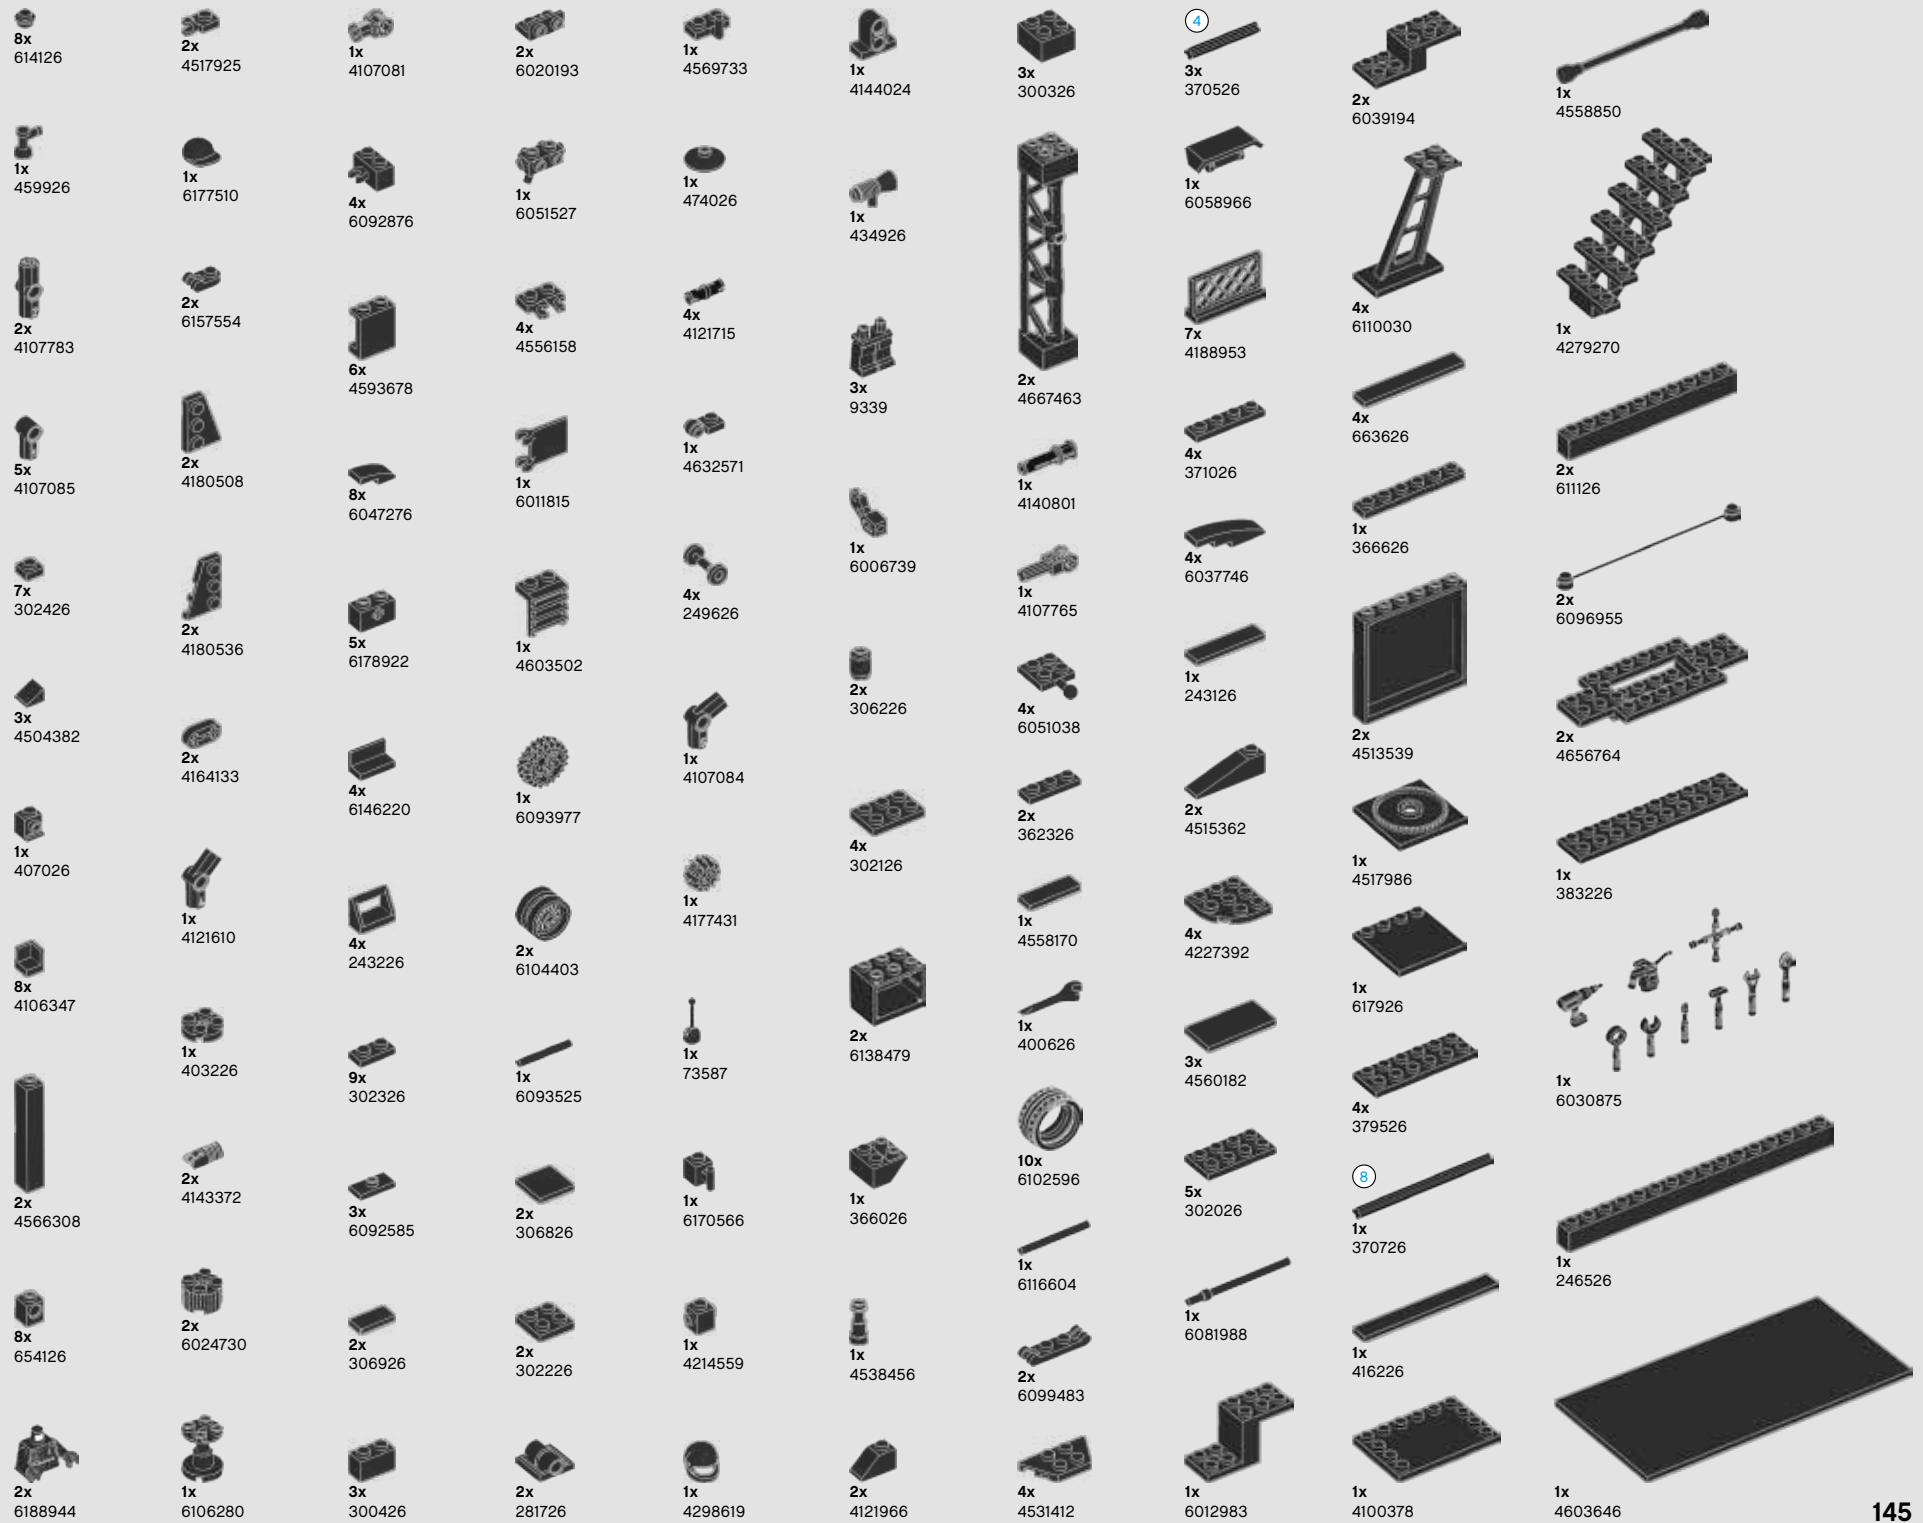 8x
614126
1x
459926
2x
4107783
5x
4107085
7x
302426
3x
4504382
1x
407026
8x
4106347
2x
4566308
8x
654126
2x
6188944
2x
4517925
1x
6177510
2x
6157554
2x
4180508
2x
4180536
2x
4164133
1x
4121610
1x
403226
2x
4143372
2x
6024730
1x
6106280
1x
4107081
4x
6092876
6x
4593678
8x
6047276
5x
6178922
4x
6146220
4x
243226
9x
302326
3x
6092585
2x
306926
3x
300426
2x
6020193
1x
6051527
4x
4556158
1x
6011815
1x
4603502
1x
6093977
2x
6104403
1x
6093525
2x
306826
2x
302226
2x
281726
1x
4569733
1x
474026
4x
4121715
1x
4632571
4x
249626
1x
4107084
1x
4177431
1x
73587
1x
6170566
1x
4214559
1x
4298619
1x
4144024
1x
434926
3x
9339
1x
6006739
2x
306226
4x
302126
2x
6138479
1x
366026
1x
4538456
2x
4121966
3x
300326
2x
4667463
1x
4140801
1x
4107765
4x
6051038
2x
362326
1x
4558170
1x
400626
10x
6102596
1x
6116604
2x
6099483
4x
4531412
4
3x
370526
1x
6058966
7x
4188953
4x
371026
4x
6037746
1x
243126
2x
4515362
4x
4227392
3x
4560182
5x
302026
1x
6081988
1x
6012983
2x
6039194
4x
6110030
4x
663626
1x
366626
2x
4513539
1x
4517986
1x
617926
4x
379526
8
1x
370726
1x
416226
1x
4100378
1x
4558850
1x
4279270
2x
611126
2x
6096955
2x
4656764
1x
383226
1x
6030875
1x
246526
1x
4603646
145